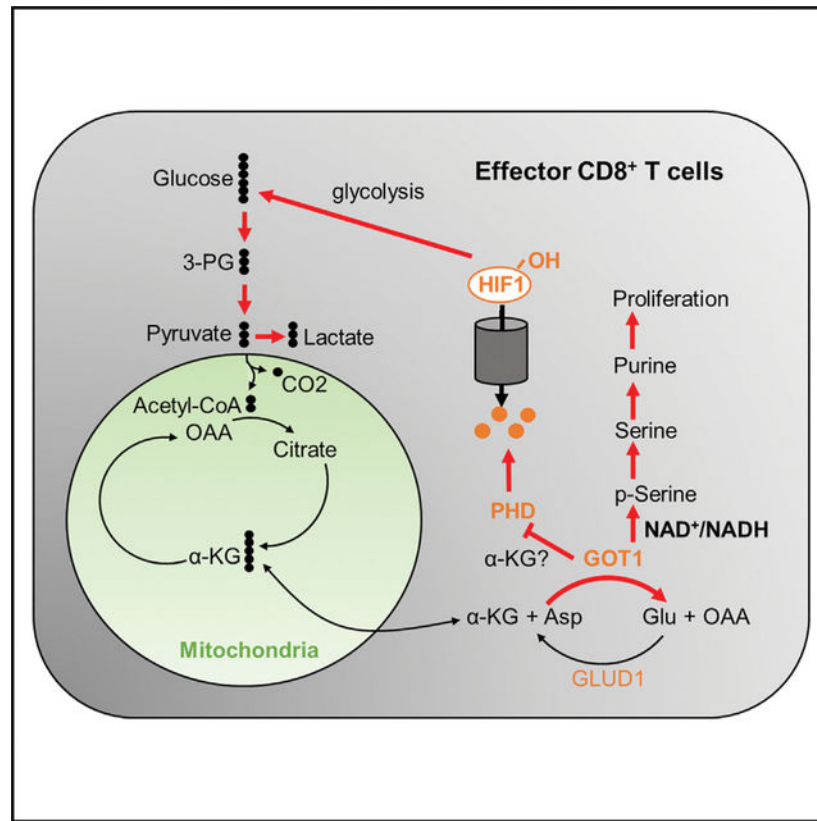 Effector CD8⁺ T cells
Glucose
glycolysis
3-PG
OH
HIF1
Pyruvate
Lactate
Proliferation
CO2
Purine
Acetyl-CoA
OAA
Citrate
Serine
p-Serine
PHD
NAD⁺/NADH
α-KG
α-KG?
GOT1
α-KG + Asp
Glu + OAA
Mitochondria
GLUD1